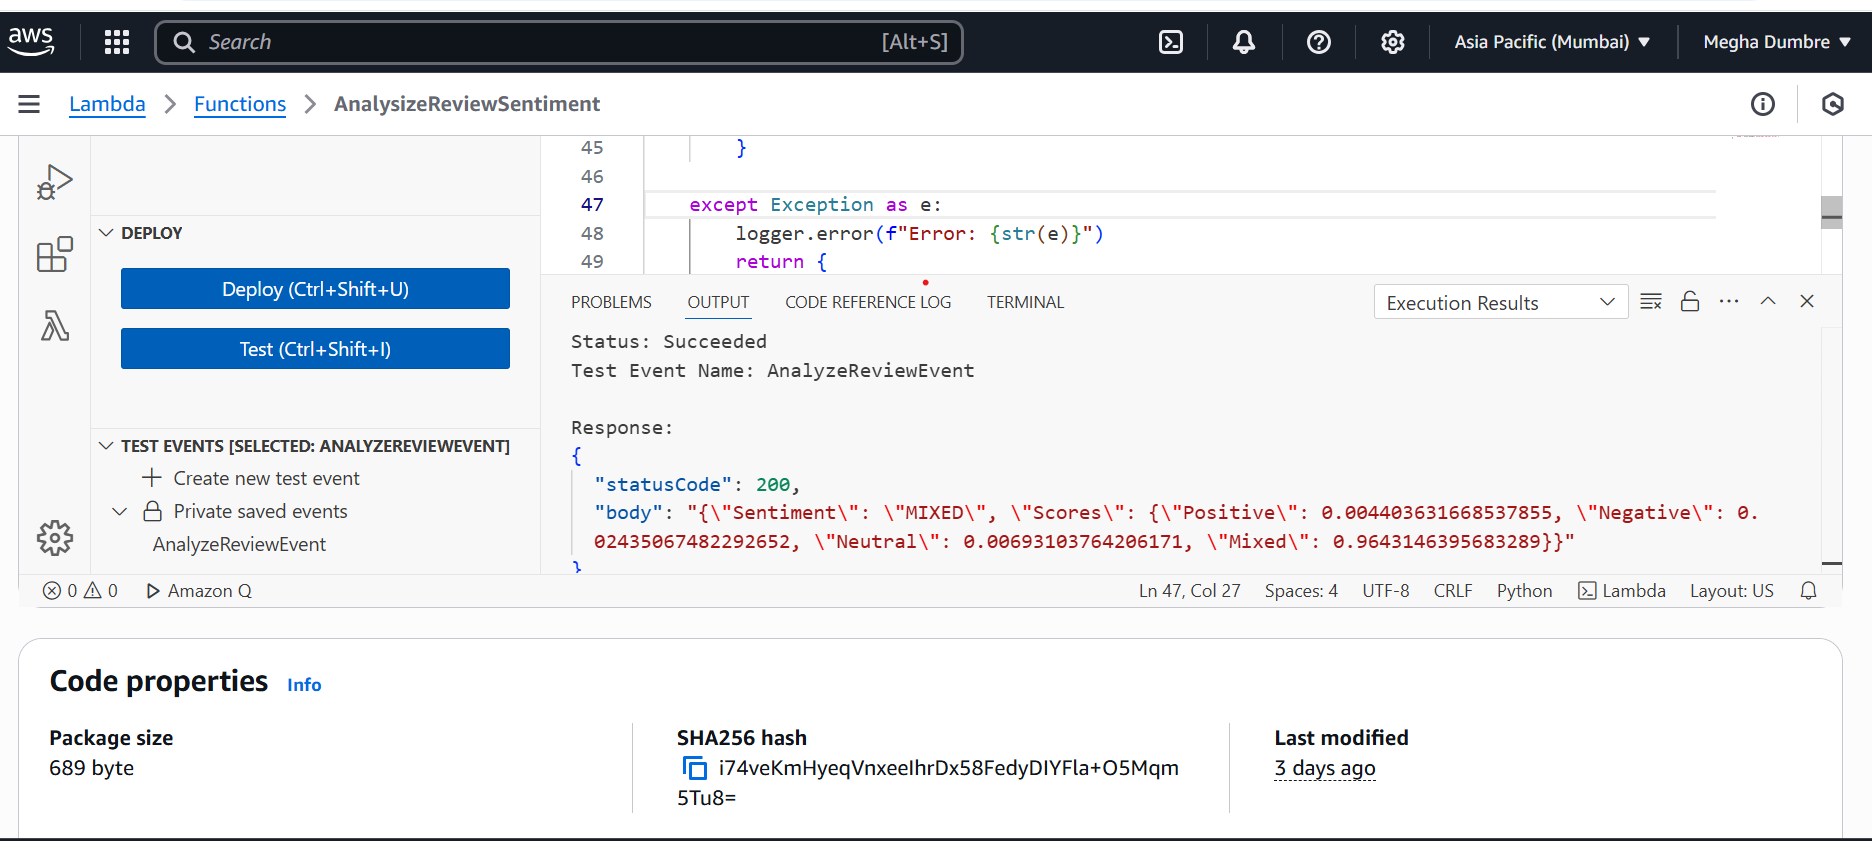 aws Search [Alt+S] Asia Pacific (Mumbai) Megha Dumbre
Lambda Functions AnalysizeReviewSentiment
45 }
46
47 except Exception as e:
48 logger.error(f"Error: {str(e)}")
49 return {
DEPLOY
Deploy (Ctrl+Shift+U)
Test (Ctrl+Shift+I)
TEST EVENTS [SELECTED: ANALYZEREVIEWEVENT]
Create new test event
Private saved events
AnalyzeReviewEvent
PROBLEMS OUTPUT CODE REFERENCE LOG TERMINAL Execution Results
Status: Succeeded
Test Event Name: AnalyzeReviewEvent
Response:
{
"statusCode": 200,
"body": "{\"Sentiment\": \"MIXED\", \"Scores\": {\"Positive\": 0.004403631668537855, \"Negative\": 0.
02435067482292652, \"Neutral\": 0.00693103764206171, \"Mixed\": 0.9643146395683289}}"
}
0 0 Amazon Q Ln 47, Col 27 Spaces: 4 UTF-8 CRLF Python Lambda Layout: US
Code properties Info
Package size
689 byte
SHA256 hash
i74veKmHyeqVnxeeIhrDx58FedyDIYFla+O5Mqm
5Tu8=
Last modified
3 days ago